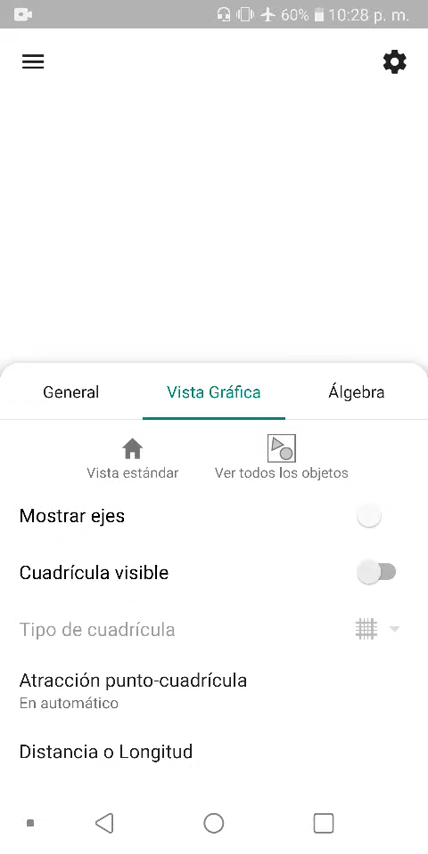 60% 10:28 p. m.
General Vista Gráfica Álgebra
Vista estándar Ver todos los objetos
Mostrar ejes
Cuadrícula visible
Tipo de cuadrícula
Atracción punto-cuadrícula
En automático
Distancia o Longitud